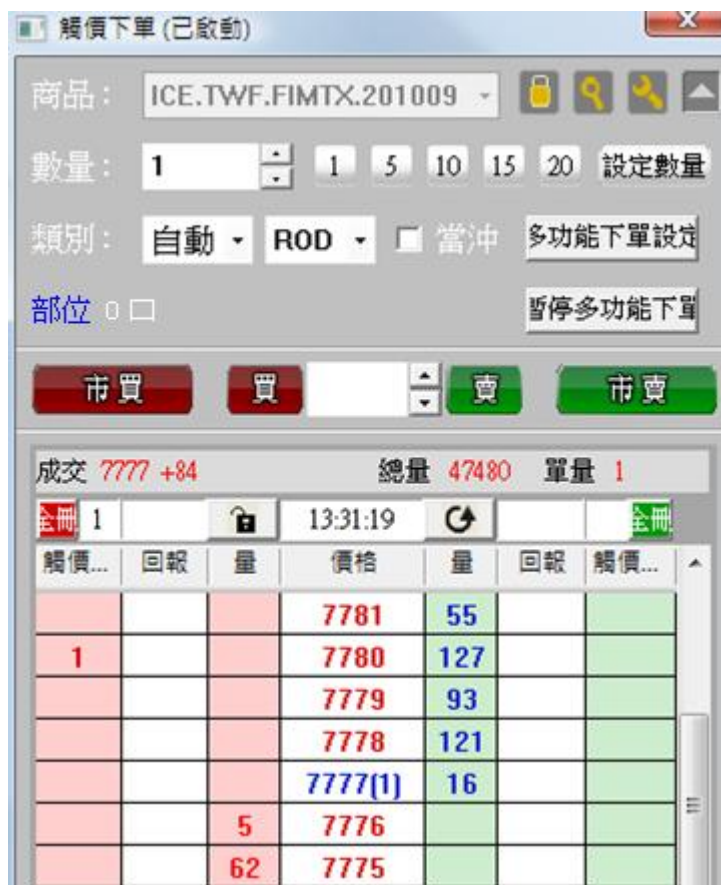 觸價下單 (已啟動)
商品： ICE.TWF.FIMTX.201009
數量： 1 1 5 10 15 20 設定數量
類別： 自動 ROD 當沖 多功能下單設定
部位 0 口 暫停多功能下單
市買 買 賣 市賣
成交 7777 +84 總量 47480 單量 1
全刪 1 13:31:19 全刪
觸價... 回報 量 價格 量 回報 觸價...
7781 55
1 7780 127
7779 93
7778 121
7777(1) 16
5 7776
62 7775